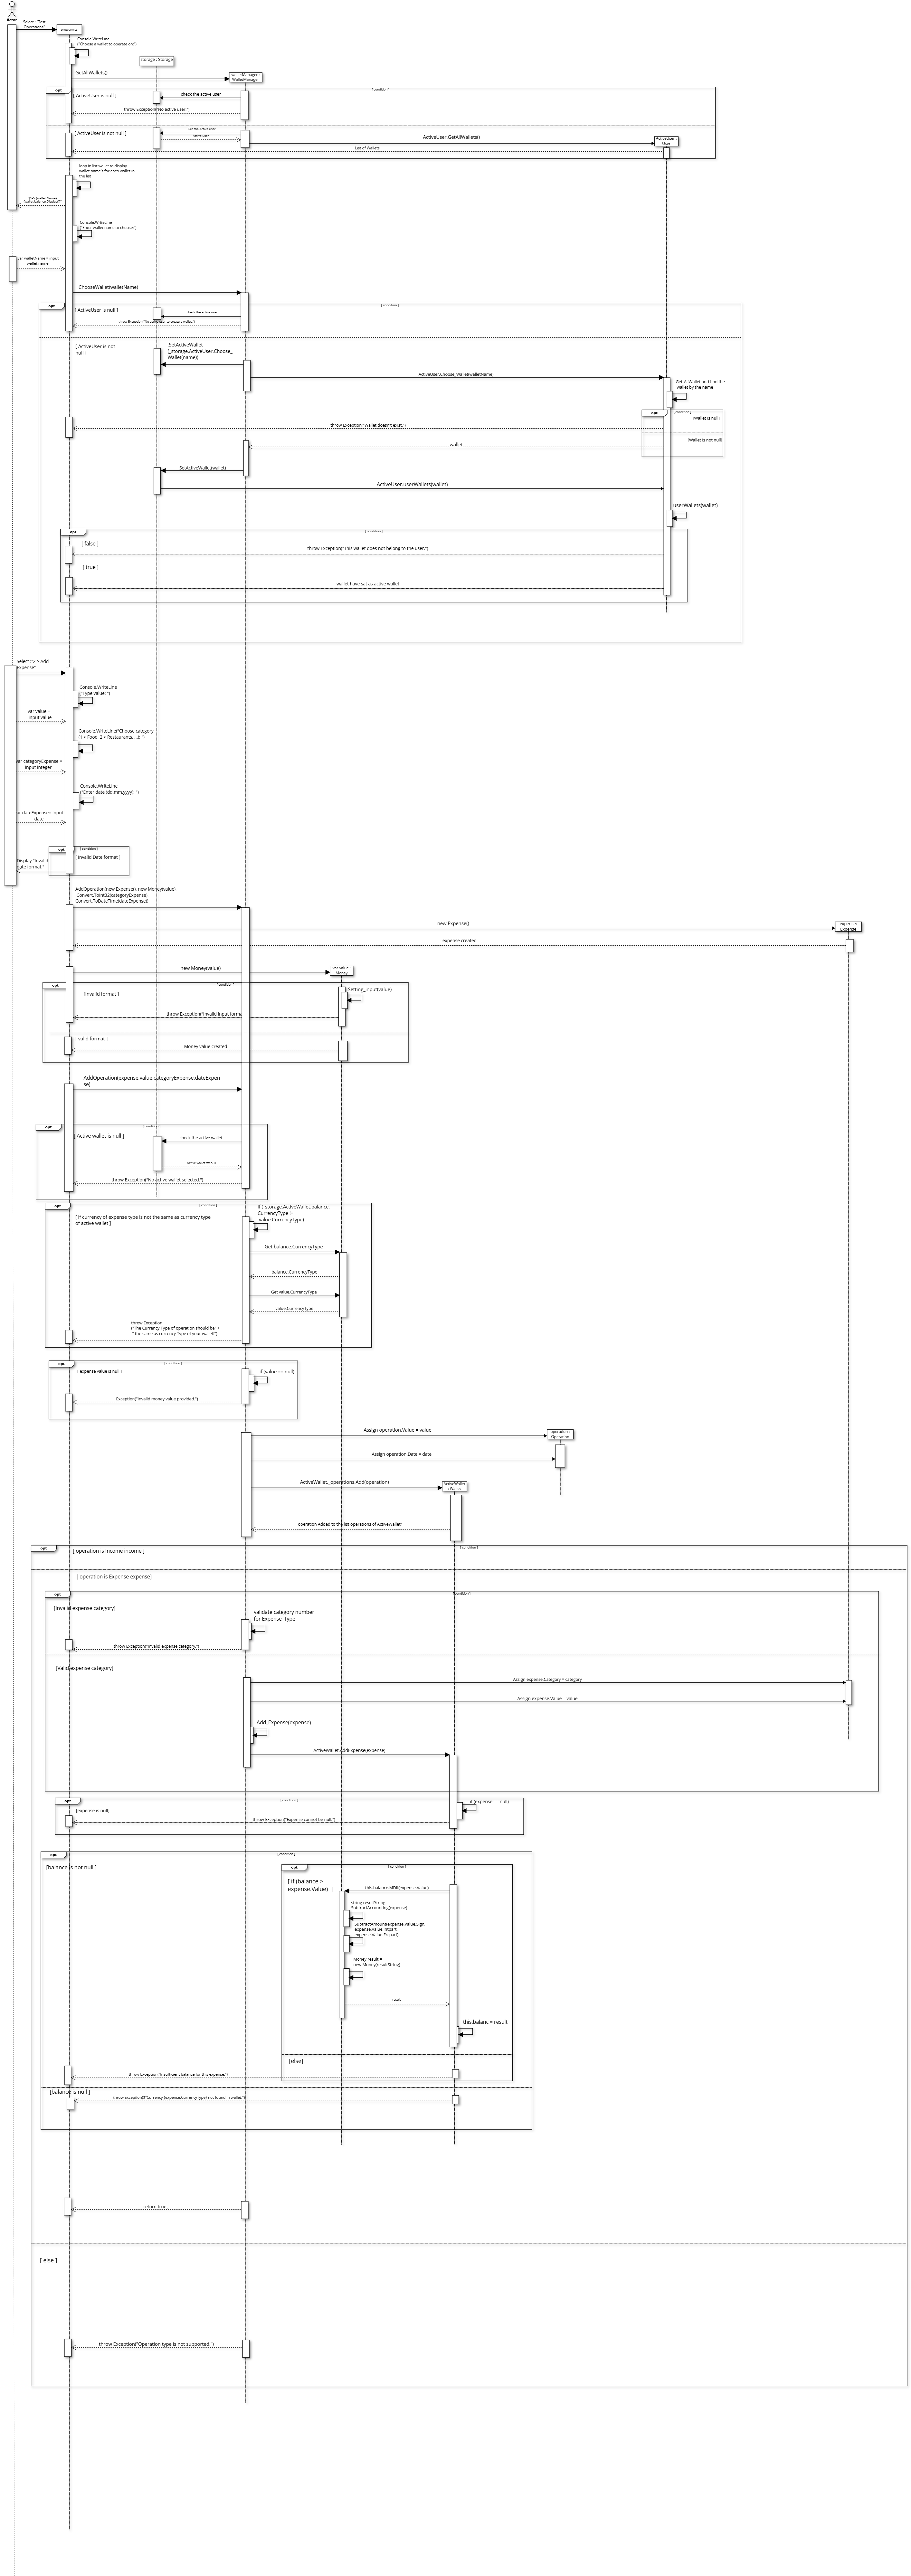 Actor
Select : "Two
Operations"
program.cs
Console.WriteLine
("Choose a wallet to operate on:")
storage : Storage
GetAllWallets()
walletManager :
WalletManager
opt
[ condition ]
[ ActiveUser is null ]
check the active user
throw Exception("No active user.")
[ ActiveUser is not null ]
Get the Active user
Active user
ActiveUser.GetAllWallets()
ActiveUser :
User
List of Wallets
loop in list wallet to display
wallet name's for each wallet in
the list
Console.WriteLine
("Enter wallet name to choose:")
var walletName = input
wallet name
ChooseWallet(walletName)
opt
[ condition ]
[ ActiveUser is null ]
check the active user
[ ActiveUser is not
null ]
.SetActiveWallet
(_storage.ActiveUser.Choose_
Wallet(name))
ActiveUser.Choose_Wallet(walletName)
GetAllWallet and find the
wallet by the name
opt
[ condition ]
[Wallet is null]
throw Exception("Wallet doesn't exist.")
[Wallet is not null]
wallet
SetActiveWallet(wallet)
ActiveUser.userWallets(wallet)
userWallets(wallet)
opt
[ condition ]
[ false ]
throw Exception("This wallet does not belong to the user.")
[ true ]
wallet have sat as active wallet
Select :"2 > Add
Expense"
Console.WriteLine
("Type value: ")
var value =
input value
Console.WriteLine("Choose category
(1 > Food, 2 > Restaurants, ...): ")
var categoryExpense =
input integer
Console.WriteLine
("Enter date (dd.mm.yyyy): ")
ar dateExpense= input
date
opt
[ condition ]
[ invalid Date format ]
Display "Invalid
date format."
AddOperation(new Expense(), new Money(value),
Convert.ToInt32(categoryExpense),
Convert.ToDateTime(dateExpense));
new Expense()
expense:
Expense
expense created
new Money(value)
var value :
Money
opt
[ condition ]
[Invalid format ]
Setting_input(value)
throw Exception("Invalid input forma
[ valid format ]
Money value created
AddOperation(expense,value,categoryExpense,dateExpen
se)
opt
[ condition ]
[ Active wallet is null ]
check the active wallet
Active wallet == null
throw Exception("No active wallet selected.")
opt
[ condition ]
[ if currency of expense type is not the same as currency type
of active wallet ]
if (_storage.ActiveWallet.balance.
CurrencyType !=
value.CurrencyType)
Get balance.CurrencyType
balance.CurrencyType
Get value.CurrencyType
value.CurrencyType
throw Exception
("The Currency Type of operation should be" +
" the same as currency Type of your wallet!")
opt
[ condition ]
[ expense value is null ]
if (value == null)
Exception("Invalid money value provided.")
Assign operation.Value = value
operation :
Operation
Assign operation.Date = date
ActiveWallet._operations.Add(operation)
ActiveWallet
: Wallet
operation Added to the list operations of ActiveWalletr
opt
[ condition ]
[ operation is Income income ]
[ operation is Expense expense]
opt
[condition ]
[Invalid expense category]
validate category number
for Expense_Type
throw Exception("Invalid expense category.")
[Valid expense category]
Assign expense.Category = category
Assign expense.Value = value
Add_Expense(expense)
ActiveWallet.AddExpense(expense)
opt
[ condition ]
if (expense == null)
(expense is null)
throw Exception("Expense cannot be null.")
opt
[ condition ]
[balance is not null ]
opt
[ condition ]
[ if (balance >=
expense.Value) ]
this.balance.MDif(expense.Value)
string resultString =
SubtractAccounting(expense)
SubtractAmount(expense.Value.Sign,
expense.Value.Intpart,
expense.Value.Frcpart)
Money result =
new Money(resultString)
result
this.balanc = result
[else]
throw Exception("Insufficient balance for this expense.")
[balance is null ]
throw Exception($"Currency {expense.CurrencyType} not found in wallet.")
return true ;
[ else ]
throw Exception("Operation type is not supported.")